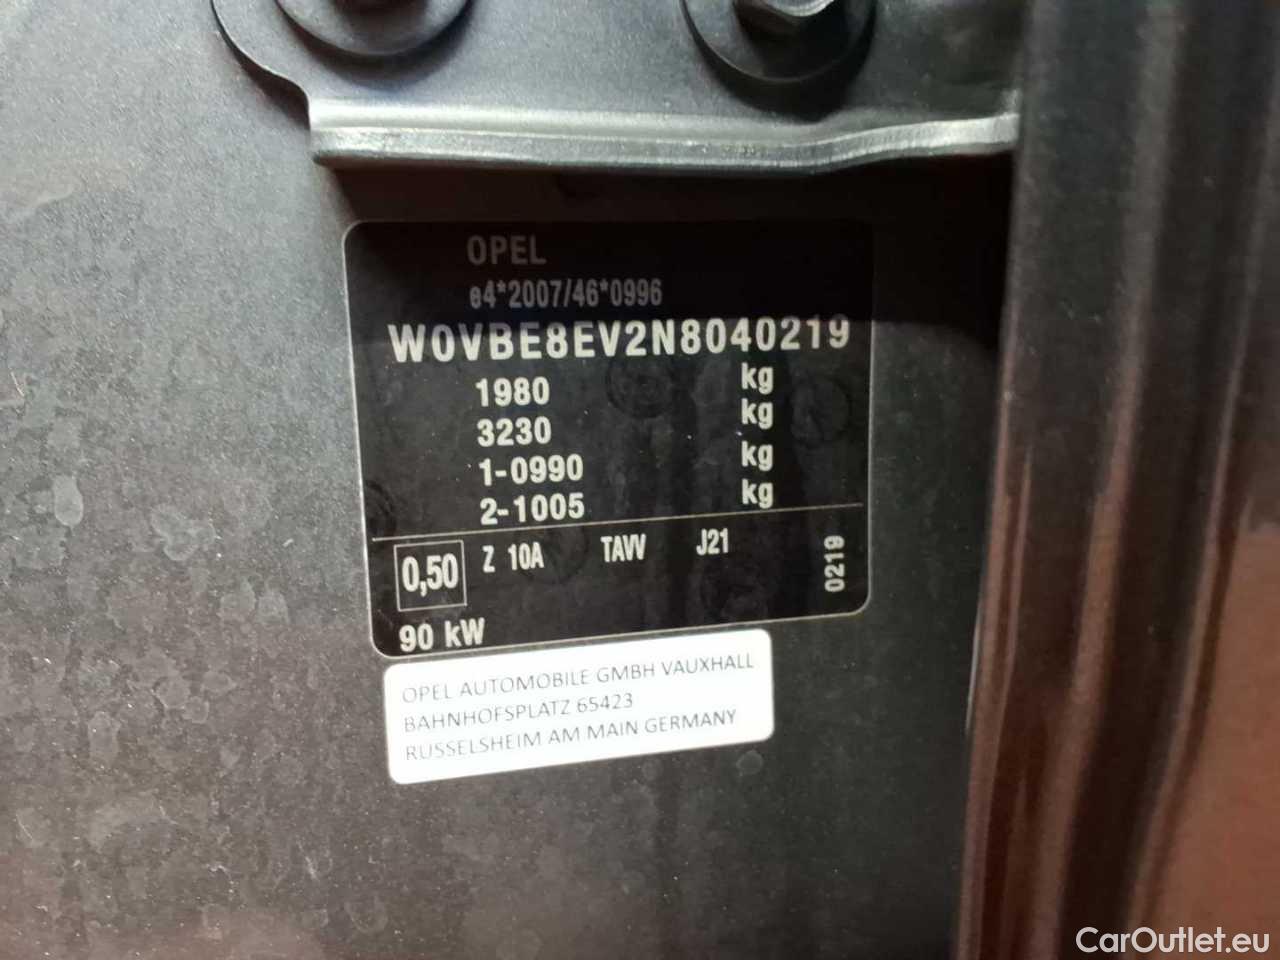 OPEL
e4*2007/46*0996
W0VBE8EV2N8040219
1980 kg
3230 kg
1-0990 kg
2-1005 kg
0,50 Z 10A TAVV J21 0219
90 kW
OPEL AUTOMOBILE GMBH VAUXHALL
BAHNHOFSPLATZ 65423
RUSSELSHEIM AM MAIN GERMANY
CarOutlet.eu